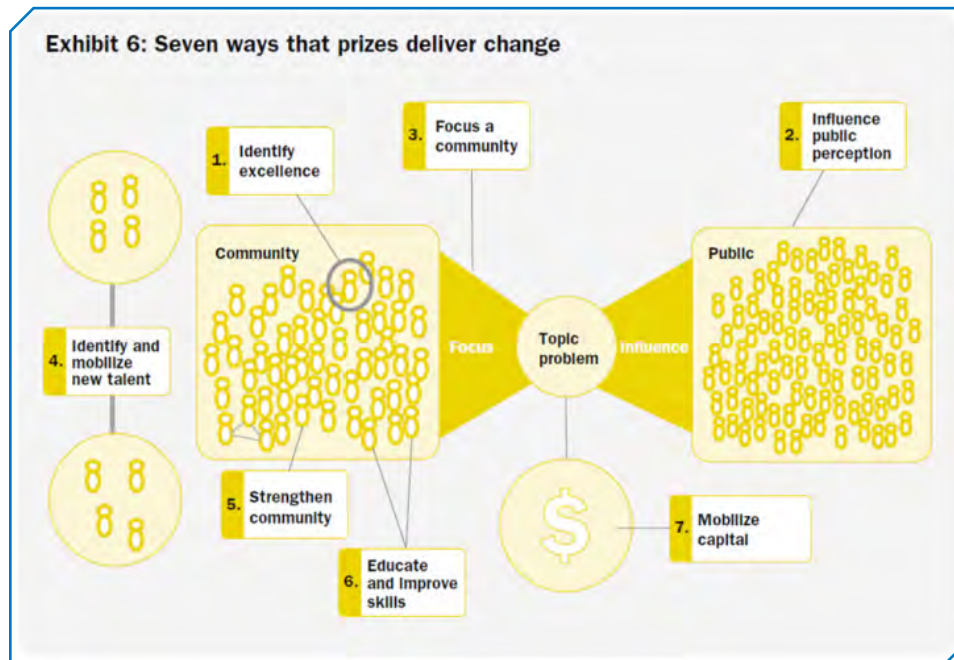 Exhibit 6: Seven ways that prizes deliver change
1. Identify
excellence
3. Focus a
community
2. Influence
public
perception
Community
Public
4. Identify and
mobilize
new talent
Focus
Topic
problem
Influence
5. Strengthen
community
6. Educate
and improve
skills
$
7. Mobilize
capital